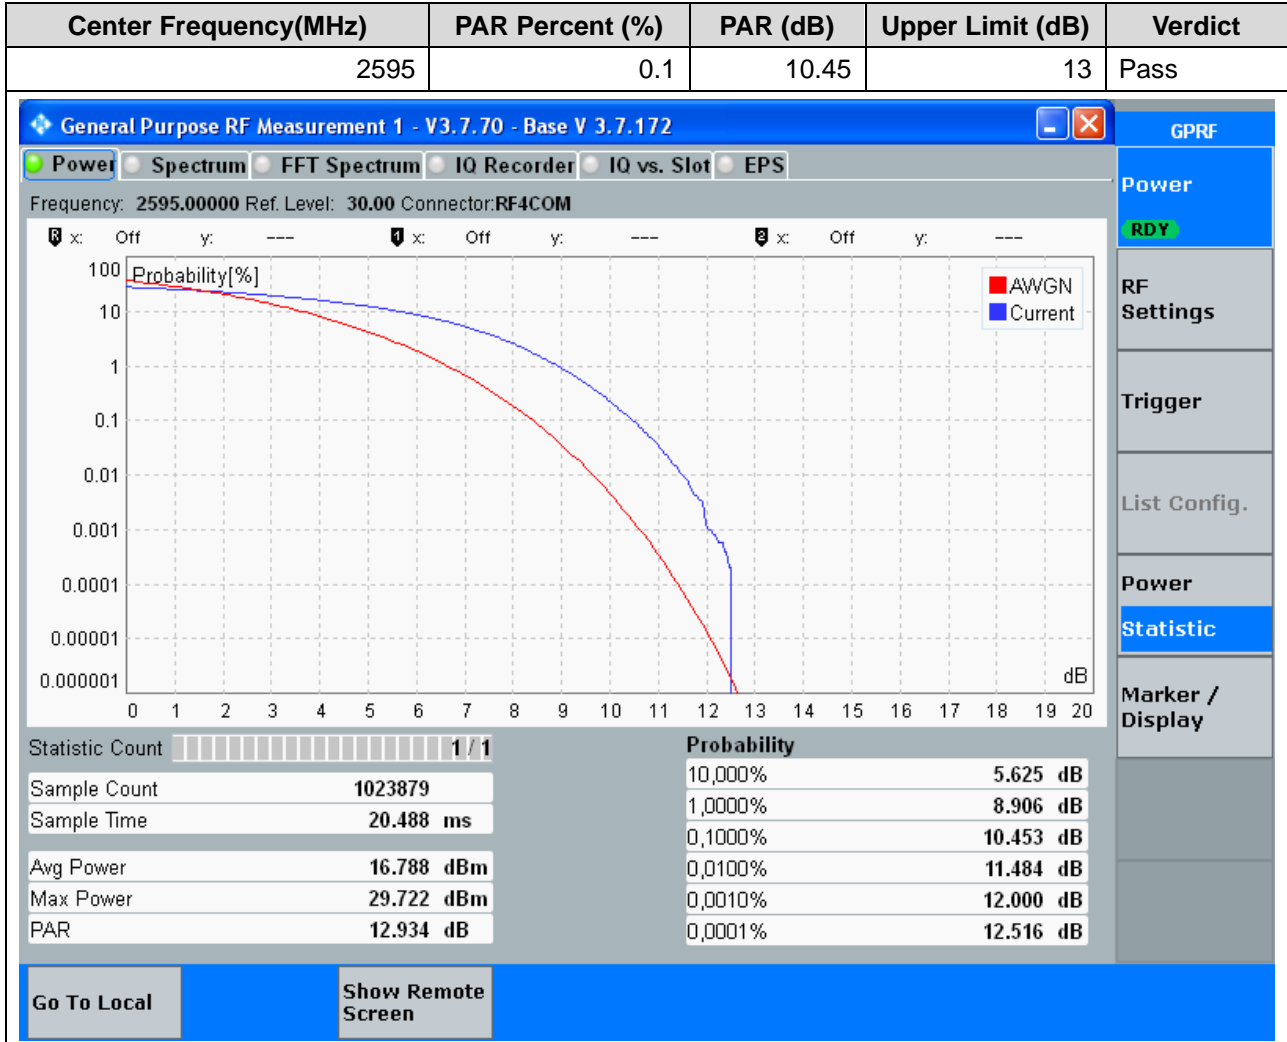 Center Frequency(MHz) PAR Percent (%) PAR (dB) Upper Limit (dB) Verdict
2595 0.1 10.45 13 Pass
General Purpose RF Measurement 1 - V3.7.70 - Base V 3.7.172
GPRF
Power Spectrum FFT Spectrum IQ Recorder IQ vs. Slot EPS
Frequency: 2595.00000 Ref. Level: 30.00 Connector:RF4COM
R x: Off y: --- 1 x: Off y: --- 2 x: Off y: ---
Probability[%]
AWGN
Current
100
10
1
0.1
0.01
0.001
0.0001
0.00001
0.000001
dB
0 1 2 3 4 5 6 7 8 9 10 11 12 13 14 15 16 17 18 19 20
Statistic Count 1 / 1
Sample Count 1023879
Sample Time 20.488 ms
Avg Power 16.788 dBm
Max Power 29.722 dBm
PAR 12.934 dB
Probability
10,000% 5.625 dB
1,0000% 8.906 dB
0,1000% 10.453 dB
0,0100% 11.484 dB
0,0010% 12.000 dB
0,0001% 12.516 dB
Power
RDY
RF
Settings
Trigger
List Config.
Power
Statistic
Marker /
Display
Go To Local
Show Remote
Screen